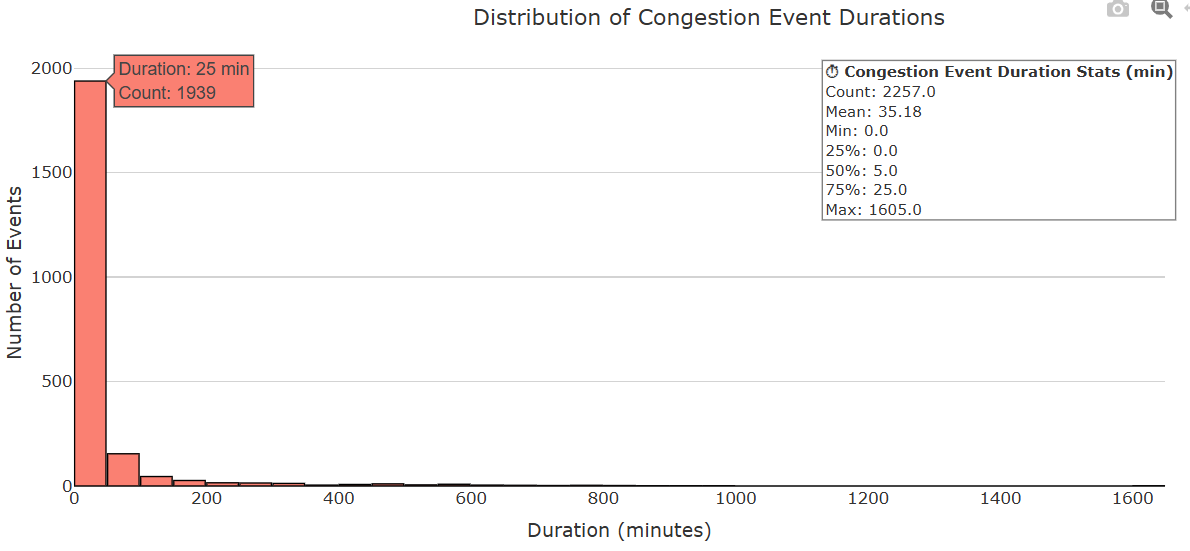 Distribution of Congestion Event Durations
2000
1500
1000
500
0
Number of Events
Duration: 25 min
Count: 1939
⏱ Congestion Event Duration Stats (min)
Count: 2257.0
Mean: 35.18
Min: 0.0
25%: 0.0
50%: 5.0
75%: 25.0
Max: 1605.0
0 200 400 600 800 1000 1200 1400 1600
Duration (minutes)